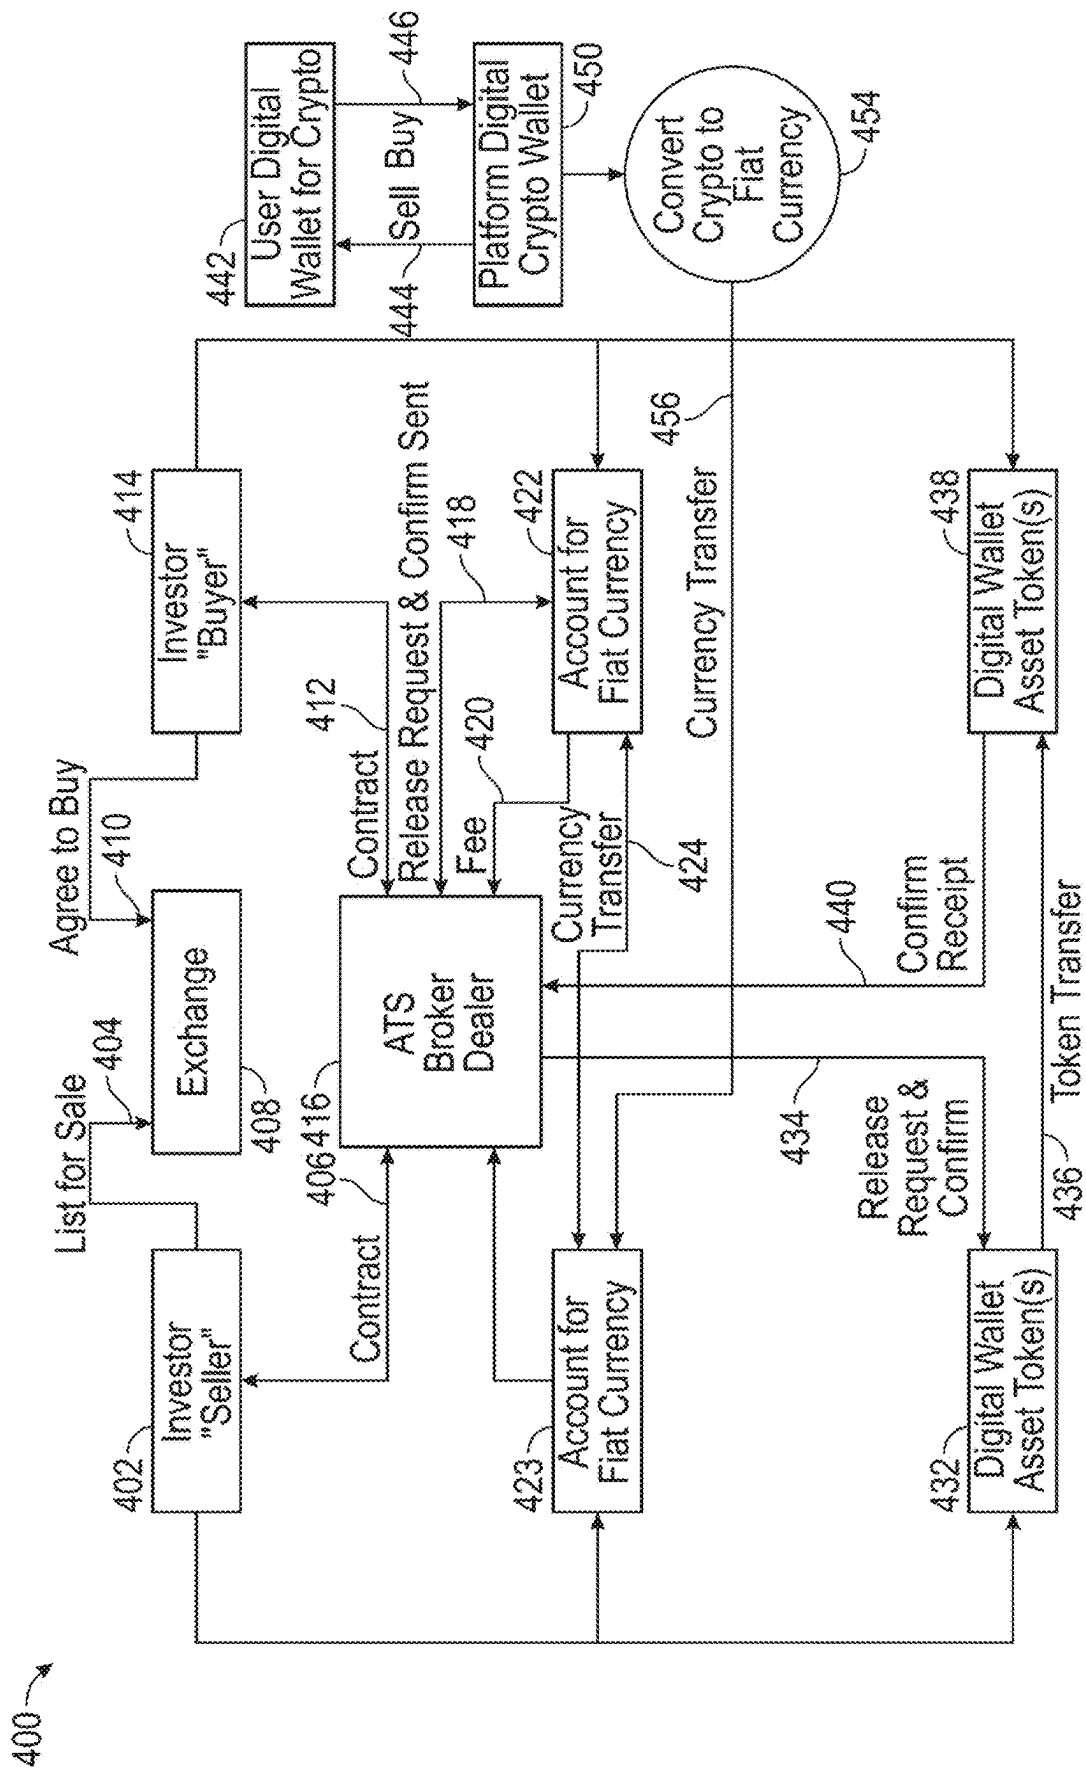 400
List for Sale
404
Agree to Buy
410
402
Investor
"Seller"
Exchange
408
414
Investor
"Buyer"
442
User Digital
Wallet for Crypto
444
Sell
Buy
446
Platform Digital
Crypto Wallet
450
Convert
Crypto to
Fiat
Currency
454
Contract
406
416
ATS
Broker
Dealer
Contract
412
Release Request & Confirm Sent
418
Fee
420
423
Account for
Fiat Currency
Currency
Transfer
424
422
Account for
Fiat Currency
Currency Transfer
456
434
Release
Request &
Confirm
440
Confirm
Receipt
432
Digital Wallet
Asset Token(s)
436
Token Transfer
438
Digital Wallet
Asset Token(s)